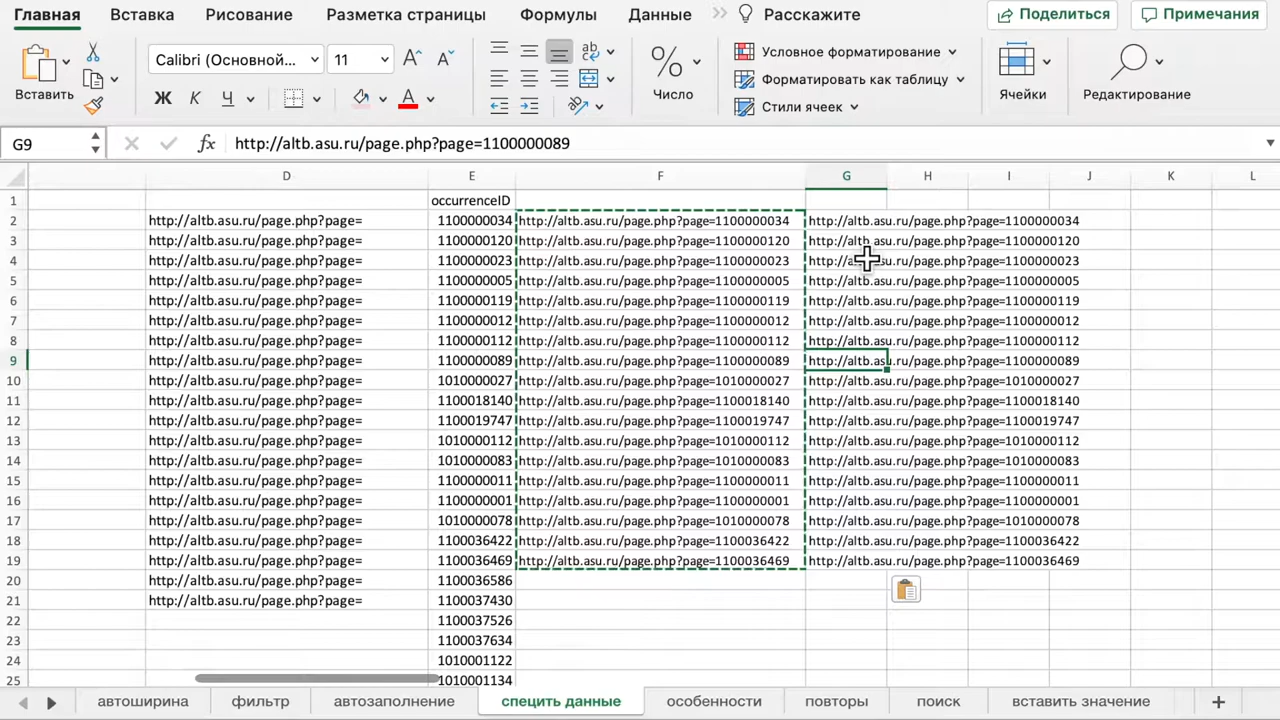 Главная Вставка Рисование Разметка страницы Формулы Данные Расскажите Поделиться Примечания
Вставить Calibri (Основной... 11 Число Условное форматирование Форматировать как таблицу Стили ячеек Ячейки Редактирование
Ж К Ч А
G9 fx http://altb.asu.ru/page.php?page=1100000089
D E F G H I J K L
1 occurrenceID
2 http://altb.asu.ru/page.php?page= 1100000034 http://altb.asu.ru/page.php?page=1100000034 http://altb.asu.ru/page.php?page=1100000034
3 http://altb.asu.ru/page.php?page= 1100000120 http://altb.asu.ru/page.php?page=1100000120 http://altb.asu.ru/page.php?page=1100000120
4 http://altb.asu.ru/page.php?page= 1100000023 http://altb.asu.ru/page.php?page=1100000023 http://altb.asu.ru/page.php?page=1100000023
5 http://altb.asu.ru/page.php?page= 1100000005 http://altb.asu.ru/page.php?page=1100000005 http://altb.asu.ru/page.php?page=1100000005
6 http://altb.asu.ru/page.php?page= 1100000119 http://altb.asu.ru/page.php?page=1100000119 http://altb.asu.ru/page.php?page=1100000119
7 http://altb.asu.ru/page.php?page= 1100000012 http://altb.asu.ru/page.php?page=1100000012 http://altb.asu.ru/page.php?page=1100000012
8 http://altb.asu.ru/page.php?page= 1100000112 http://altb.asu.ru/page.php?page=1100000112 http://altb.asu.ru/page.php?page=1100000112
9 http://altb.asu.ru/page.php?page= 1100000089 http://altb.asu.ru/page.php?page=1100000089 http://altb.asu.ru/page.php?page=1100000089
10 http://altb.asu.ru/page.php?page= 1010000027 http://altb.asu.ru/page.php?page=1010000027 http://altb.asu.ru/page.php?page=1010000027
11 http://altb.asu.ru/page.php?page= 1100018140 http://altb.asu.ru/page.php?page=1100018140 http://altb.asu.ru/page.php?page=1100018140
12 http://altb.asu.ru/page.php?page= 1100019747 http://altb.asu.ru/page.php?page=1100019747 http://altb.asu.ru/page.php?page=1100019747
13 http://altb.asu.ru/page.php?page= 1010000112 http://altb.asu.ru/page.php?page=1010000112 http://altb.asu.ru/page.php?page=1010000112
14 http://altb.asu.ru/page.php?page= 1010000083 http://altb.asu.ru/page.php?page=1010000083 http://altb.asu.ru/page.php?page=1010000083
15 http://altb.asu.ru/page.php?page= 1100000011 http://altb.asu.ru/page.php?page=1100000011 http://altb.asu.ru/page.php?page=1100000011
16 http://altb.asu.ru/page.php?page= 1100000001 http://altb.asu.ru/page.php?page=1100000001 http://altb.asu.ru/page.php?page=1100000001
17 http://altb.asu.ru/page.php?page= 1010000078 http://altb.asu.ru/page.php?page=1010000078 http://altb.asu.ru/page.php?page=1010000078
18 http://altb.asu.ru/page.php?page= 1100036422 http://altb.asu.ru/page.php?page=1100036422 http://altb.asu.ru/page.php?page=1100036422
19 http://altb.asu.ru/page.php?page= 1100036469 http://altb.asu.ru/page.php?page=1100036469 http://altb.asu.ru/page.php?page=1100036469
20 http://altb.asu.ru/page.php?page= 1100036586
21 http://altb.asu.ru/page.php?page= 1100037430
22 1100037526
23 1100037634
24 1010001122
25 1010001134
автоширина фильтр автозаполнение специть данные особенности повторы поиск вставить значение